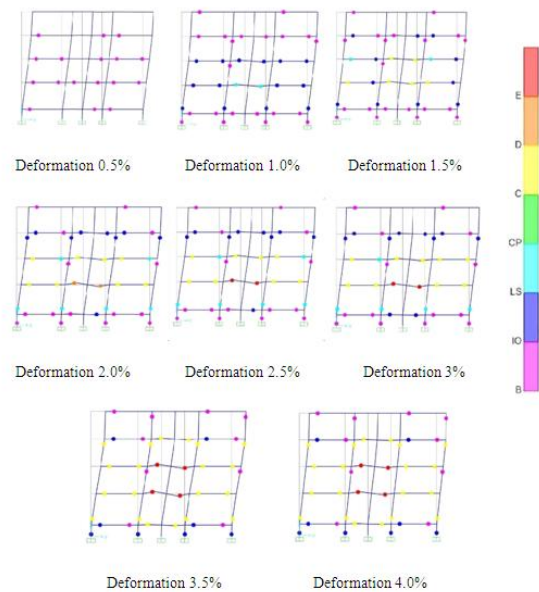 Deformation 0.5%
Deformation 1.0%
Deformation 1.5%
Deformation 2.0%
Deformation 2.5%
Deformation 3%
Deformation 3.5%
Deformation 4.0%
E
D
C
CP
LS
IO
B